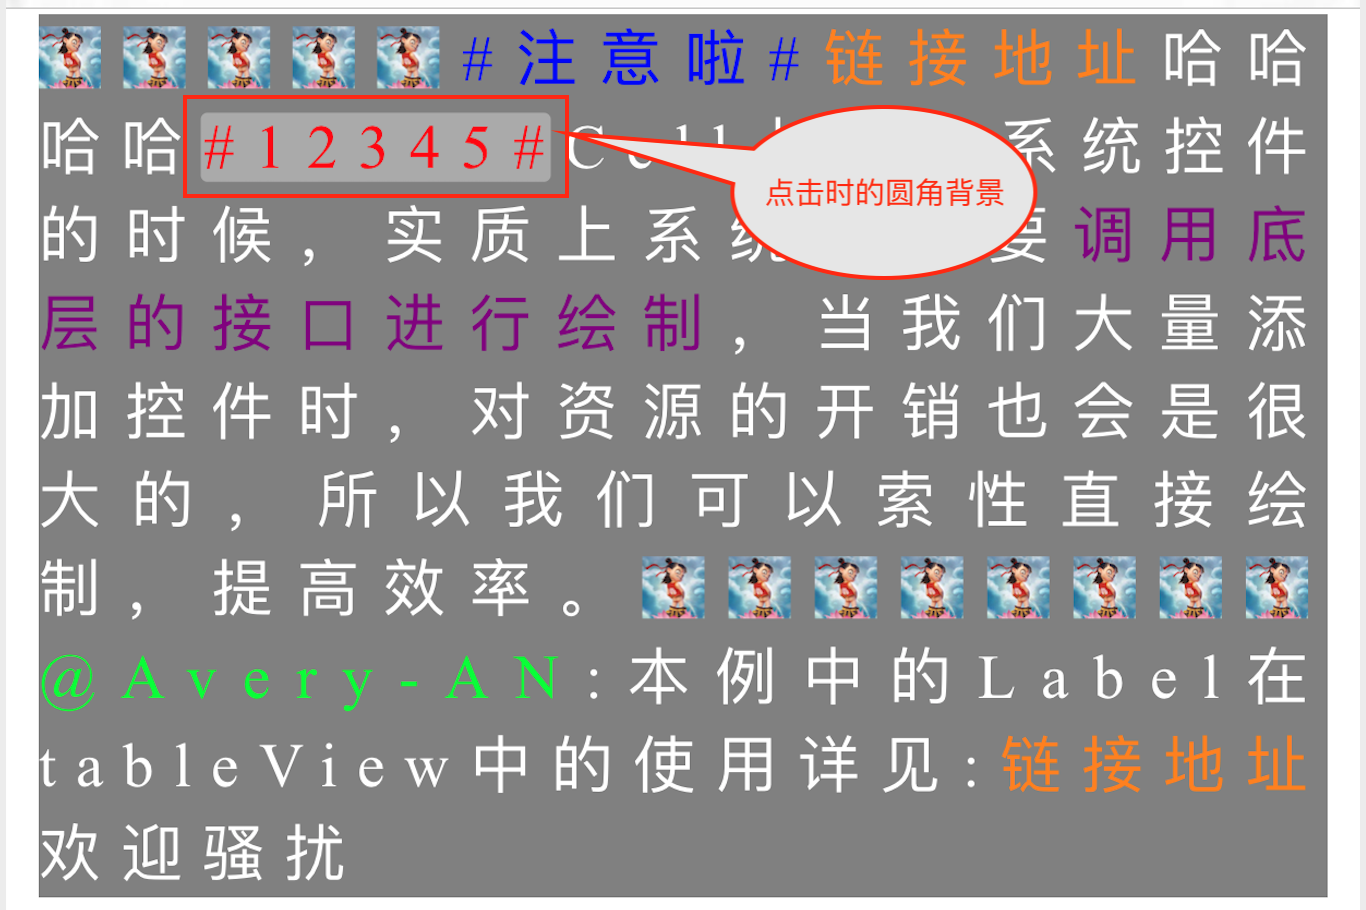 #注意啦#链接地址哈哈
哈哈#12345#Cell系统控件
的时候，实质上系统要调用底
层的接口进行绘制，当我们大量添
加控件时，对资源的开销也会是很
大的，所以我们可以索性直接绘
制，提高效率。
@Avery-AN:本例中的Label在
tableView中的使用详见:链接地址
欢迎骚扰
点击时的圆角背景